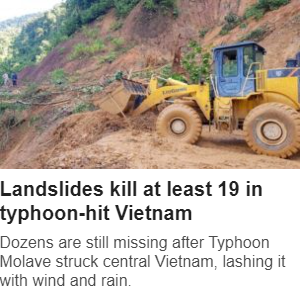 Landslides kill at least 19 in
typhoon-hit Vietnam
Dozens are still missing after Typhoon
Molave struck central Vietnam, lashing it
with wind and rain.